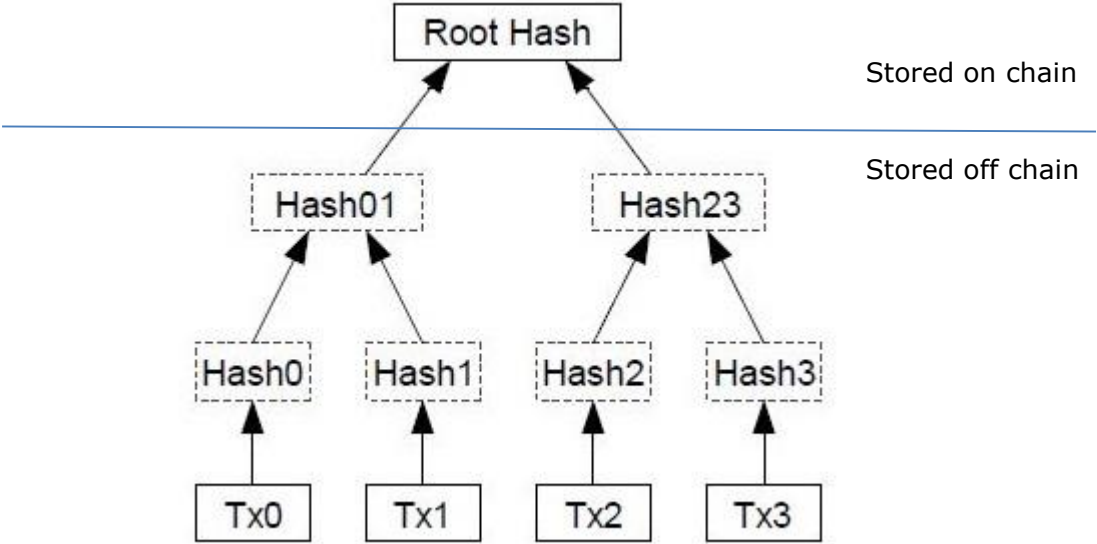 Root Hash
Stored on chain
Stored off chain
Hash01
Hash23
Hash0
Hash1
Hash2
Hash3
Tx0
Tx1
Tx2
Tx3